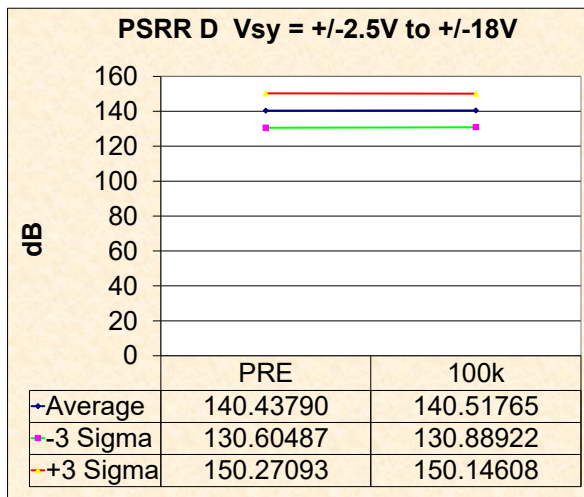 PSRR D Vsy = +/-2.5V to +/-18V
dB
160
140
120
100
80
60
40
20
0
PRE 100k
Average 140.43790 140.51765
-3 Sigma 130.60487 130.88922
+3 Sigma 150.27093 150.14608